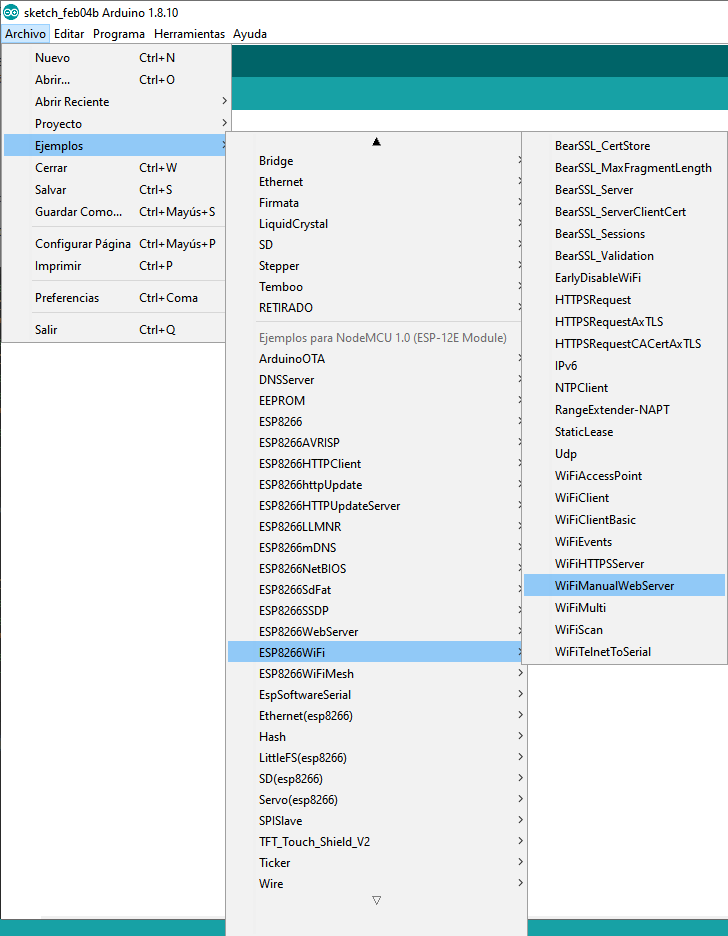 sketch_feb04b Arduino 1.8.10
Archivo Editar Programa Herramientas Ayuda
Nuevo Ctrl+N
Abrir... Ctrl+O
Abrir Reciente
Proyecto
Ejemplos
Cerrar Ctrl+W
Salvar Ctrl+S
Guardar Como... Ctrl+Mayús+S
Configurar Página Ctrl+Mayús+P
Imprimir Ctrl+P
Preferencias Ctrl+Coma
Salir Ctrl+Q
Bridge
Ethernet
Firmata
LiquidCrystal
SD
Stepper
Temboo
RETIRADO
Ejemplos para NodeMCU 1.0 (ESP-12E Module)
ArduinoOTA
DNSServer
EEPROM
ESP8266
ESP8266AVRISP
ESP8266HTTPClient
ESP8266httpUpdate
ESP8266HTTPUpdateServer
ESP8266LLMNR
ESP8266mDNS
ESP8266NetBIOS
ESP8266SdFat
ESP8266SSDP
ESP8266WebServer
ESP8266WiFi
ESP8266WiFiMesh
EspSoftwareSerial
Ethernet(esp8266)
Hash
LittleFS(esp8266)
SD(esp8266)
Servo(esp8266)
SPISlave
TFT_Touch_Shield_V2
Ticker
Wire
BearSSL_CertStore
BearSSL_MaxFragmentLength
BearSSL_Server
BearSSL_ServerClientCert
BearSSL_Sessions
BearSSL_Validation
EarlyDisableWiFi
HTTPSRequest
HTTPSRequestAxTLS
HTTPSRequestCACertAxTLS
IPv6
NTPClient
RangeExtender-NAPT
StaticLease
Udp
WiFiAccessPoint
WiFiClient
WiFiClientBasic
WiFiEvents
WiFiHTTPSServer
WiFiManualWebServer
WiFiMulti
WiFiScan
WiFiTelnetToSerial